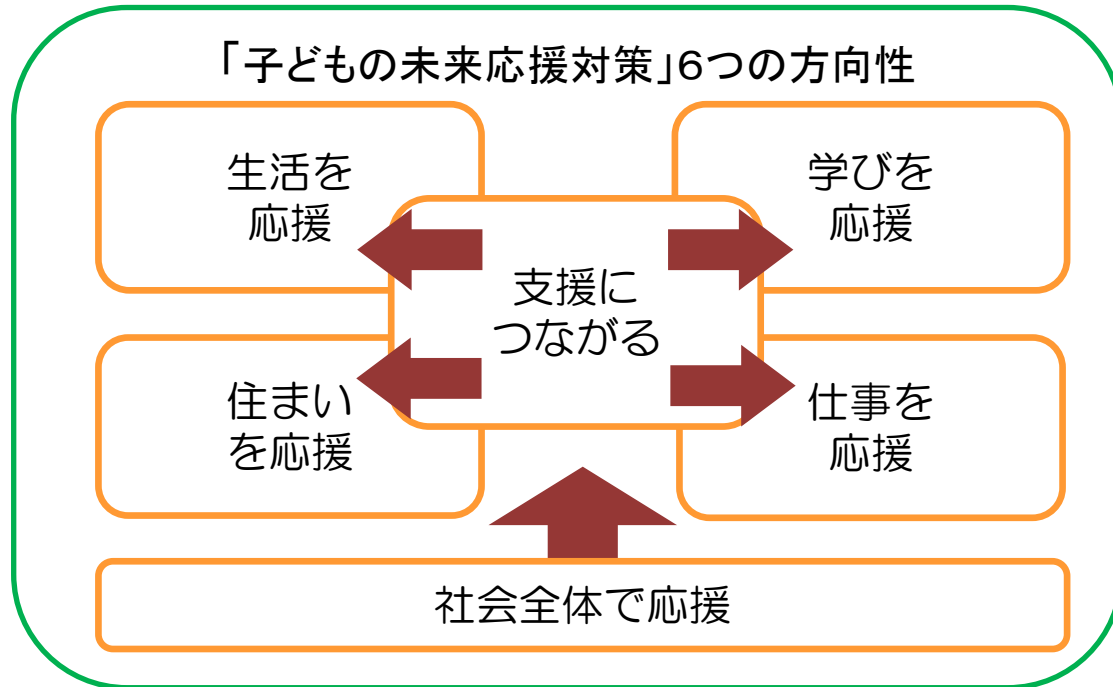 「子どもの未来応援対策」6つの方向性
生活を
応援
学びを
応援
支援に
つながる
住まい
を応援
仕事を
応援
社会全体で応援